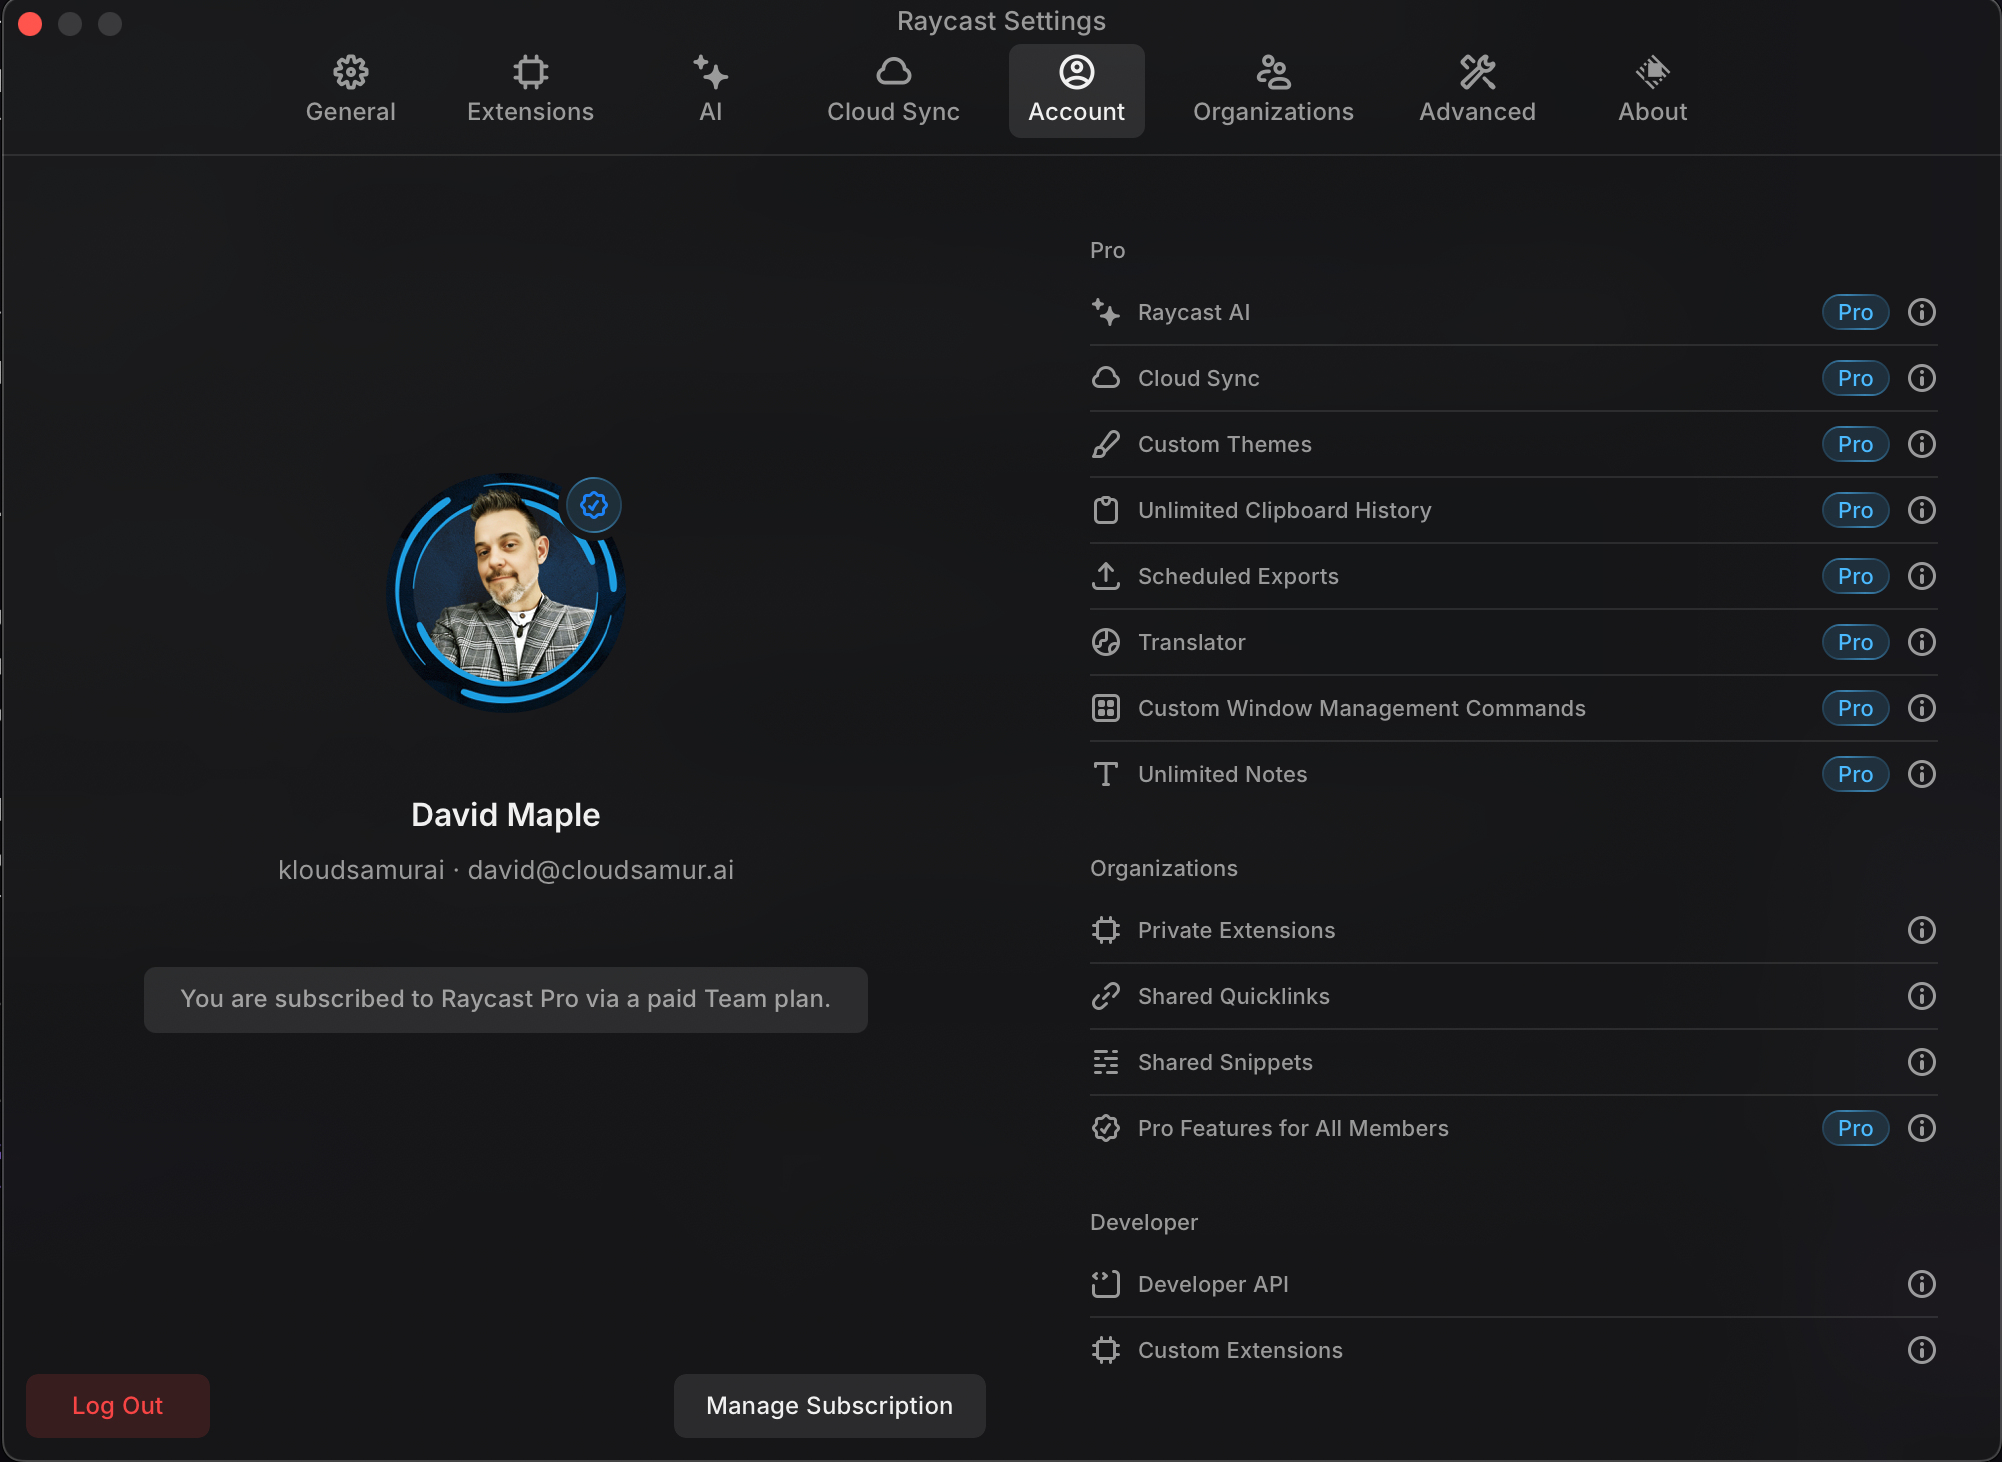 Raycast Settings
General
Extensions
AI
Cloud Sync
Account
Organizations
Advanced
About
David Maple
kloudsamurai · david@cloudsamur.ai
You are subscribed to Raycast Pro via a paid Team plan.
Log Out
Manage Subscription
Pro
Raycast AI Pro
Cloud Sync Pro
Custom Themes Pro
Unlimited Clipboard History Pro
Scheduled Exports Pro
Translator Pro
Custom Window Management Commands Pro
Unlimited Notes Pro
Organizations
Private Extensions
Shared Quicklinks
Shared Snippets
Pro Features for All Members Pro
Developer
Developer API
Custom Extensions